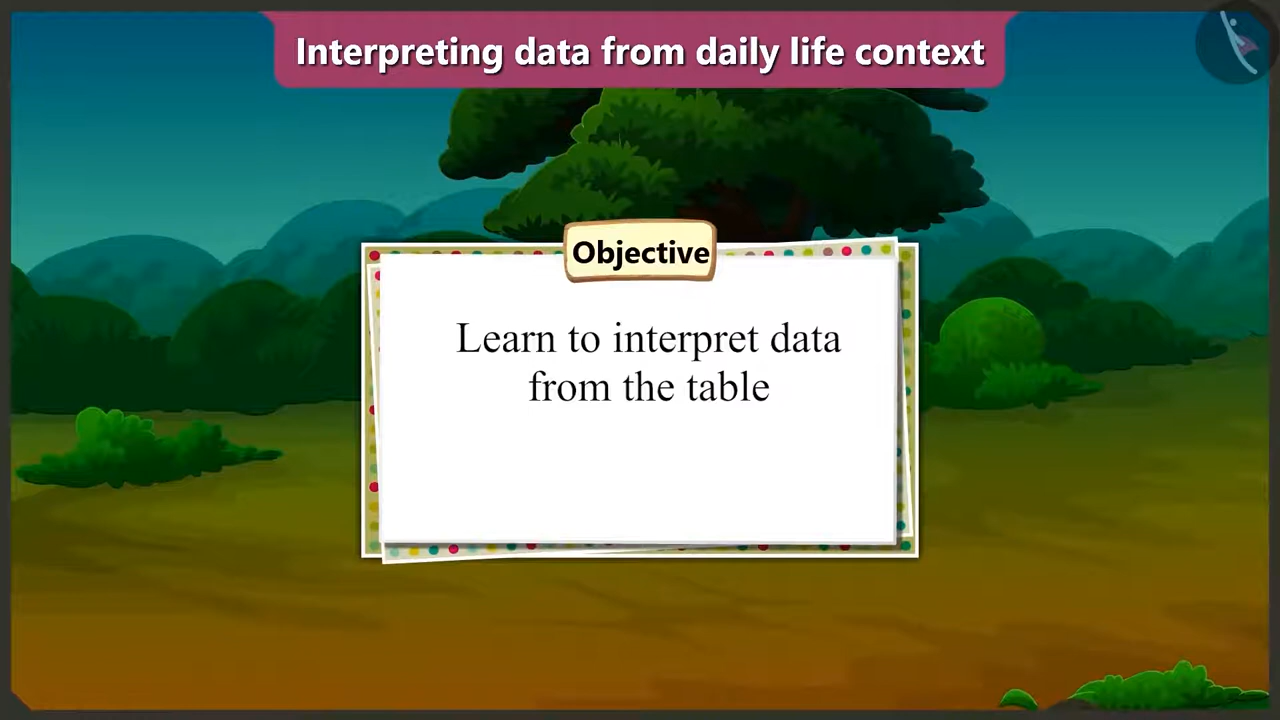 Interpreting data from daily life context
Objective
Learn to interpret data
from the table